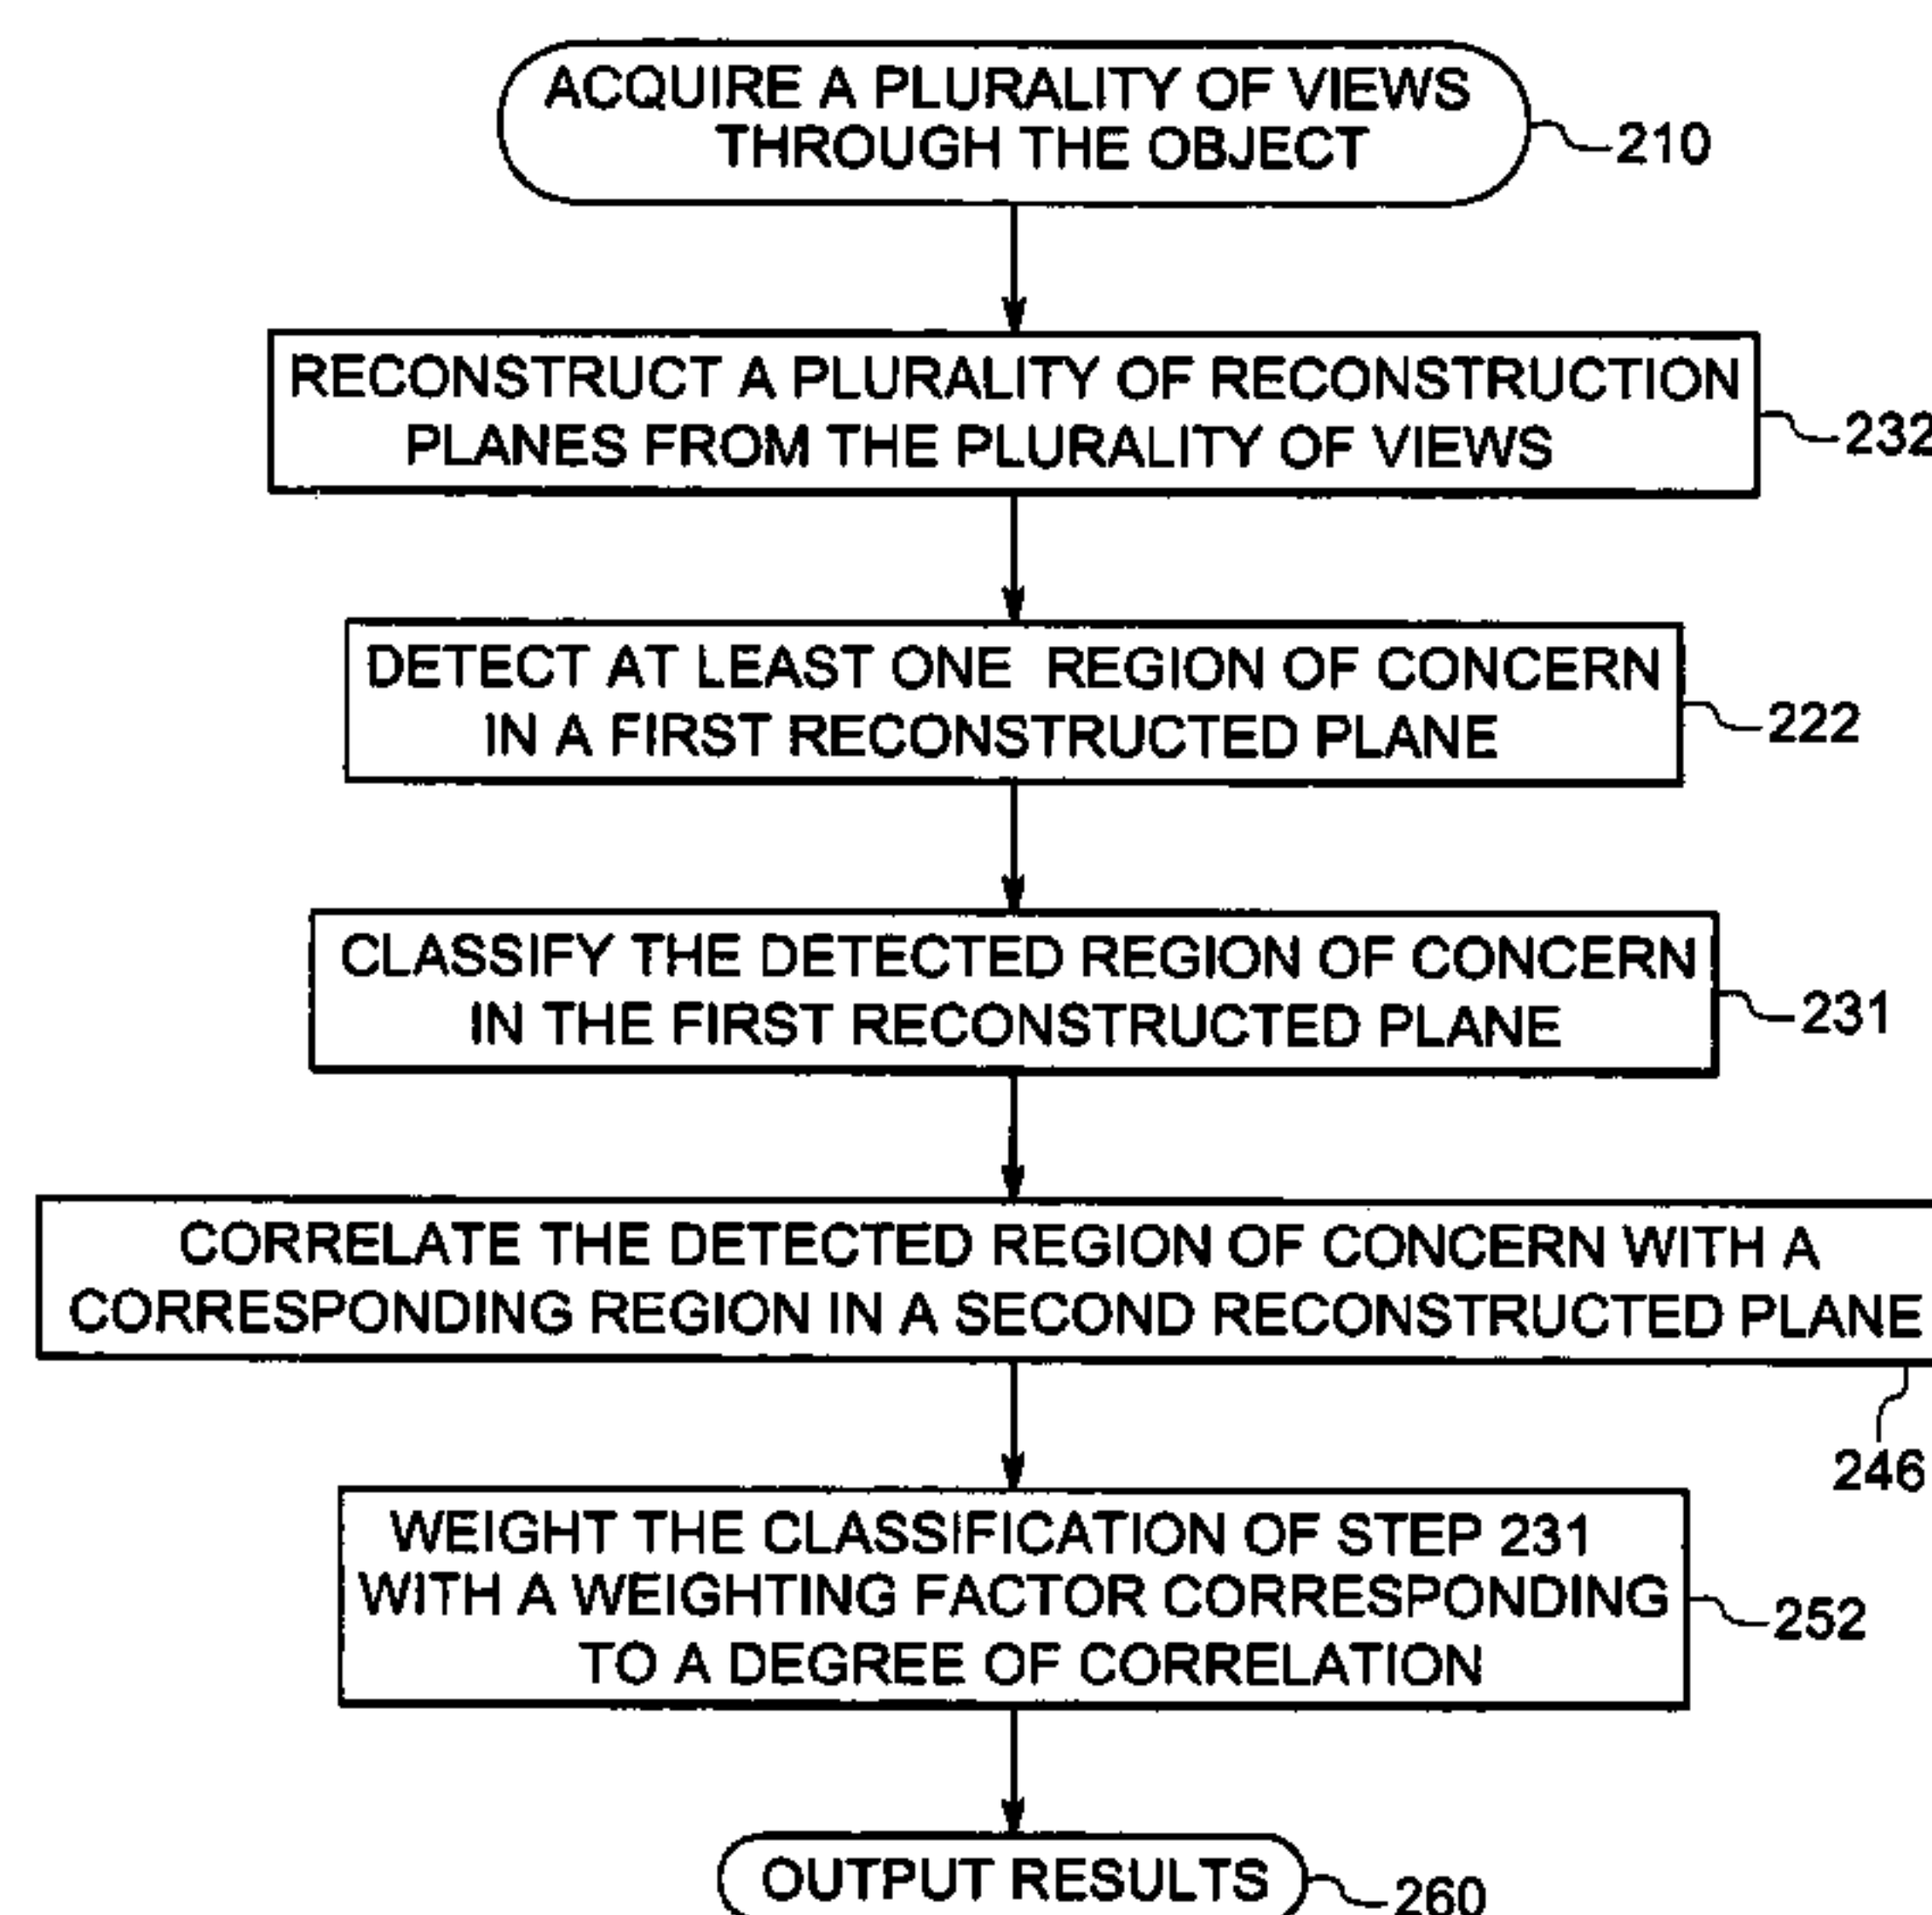 ACQUIRE A PLURALITY OF VIEWS
THROUGH THE OBJECT
210
RECONSTRUCT A PLURALITY OF RECONSTRUCTION
PLANES FROM THE PLURALITY OF VIEWS
232
DETECT AT LEAST ONE REGION OF CONCERN
IN A FIRST RECONSTRUCTED PLANE
222
CLASSIFY THE DETECTED REGION OF CONCERN
IN THE FIRST RECONSTRUCTED PLANE
231
CORRELATE THE DETECTED REGION OF CONCERN WITH A
CORRESPONDING REGION IN A SECOND RECONSTRUCTED PLANE
246
WEIGHT THE CLASSIFICATION OF STEP 231
WITH A WEIGHTING FACTOR CORRESPONDING
TO A DEGREE OF CORRELATION
252
OUTPUT RESULTS
260